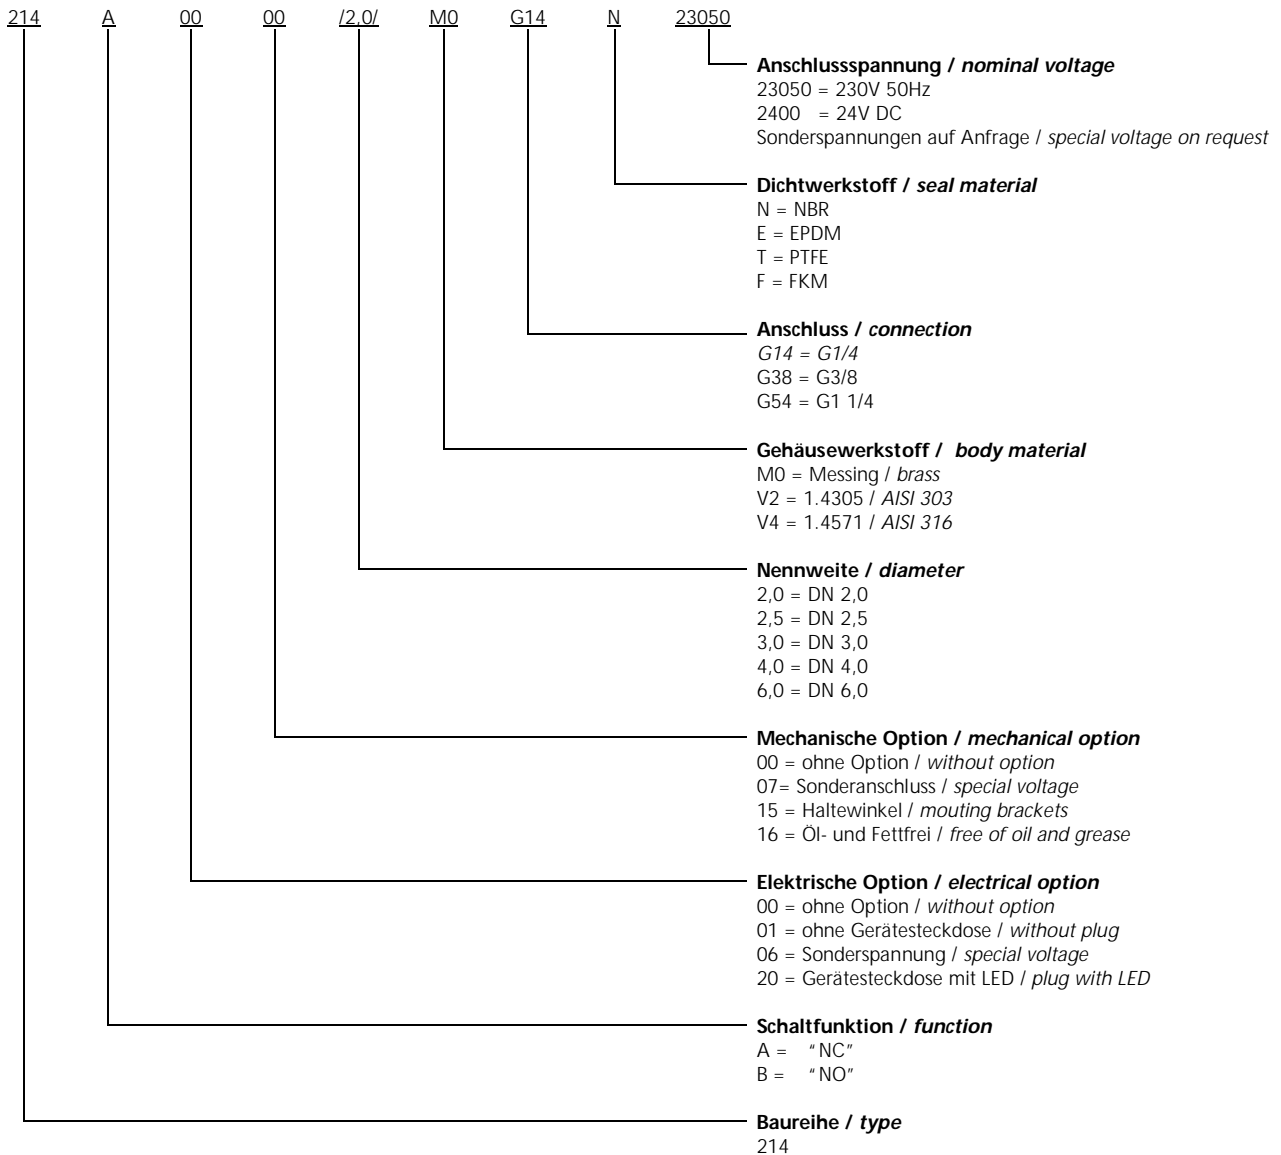 214 A 00 00 /2,0/ M0 G14 N 23050
Anschlussspannung / nominal voltage
23050 = 230V 50Hz
2400 = 24V DC
Sonderspannungen auf Anfrage / special voltage on request
Dichtwerkstoff / seal material
N = NBR
E = EPDM
T = PTFE
F = FKM
Anschluss / connection
G14 = G1/4
G38 = G3/8
G54 = G1 1/4
Gehäusewerkstoff / body material
M0 = Messing / brass
V2 = 1.4305 / AISI 303
V4 = 1.4571 / AISI 316
Nennweite / diameter
2,0 = DN 2,0
2,5 = DN 2,5
3,0 = DN 3,0
4,0 = DN 4,0
6,0 = DN 6,0
Mechanische Option / mechanical option
00 = ohne Option / without option
07= Sonderanschluss / special voltage
15 = Haltewinkel / mouting brackets
16 = Öl- und Fettfrei / free of oil and grease
Elektrische Option / electrical option
00 = ohne Option / without option
01 = ohne Gerätesteckdose / without plug
06 = Sonderspannung / special voltage
20 = Gerätesteckdose mit LED / plug with LED
Schaltfunktion / function
A = "NC"
B = "NO"
Baureihe / type
214